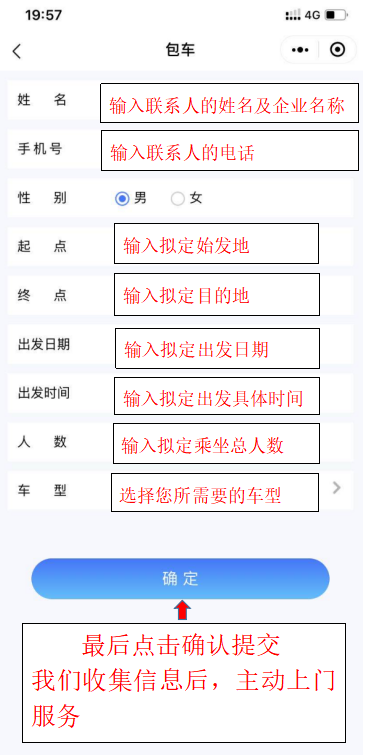 19:57 4G
包车
姓 名 输入联系人的姓名及企业名称
手机号 输入联系人的电话
性 别 男 女
起 点 输入拟定始发地
终 点 输入拟定目的地
出发日期 输入拟定出发日期
出发时间 输入拟定出发具体时间
人 数 输入拟定乘坐总人数
车 型 选择您所需要的车型
确定
最后点击确认提交
我们收集信息后，主动上门
服务